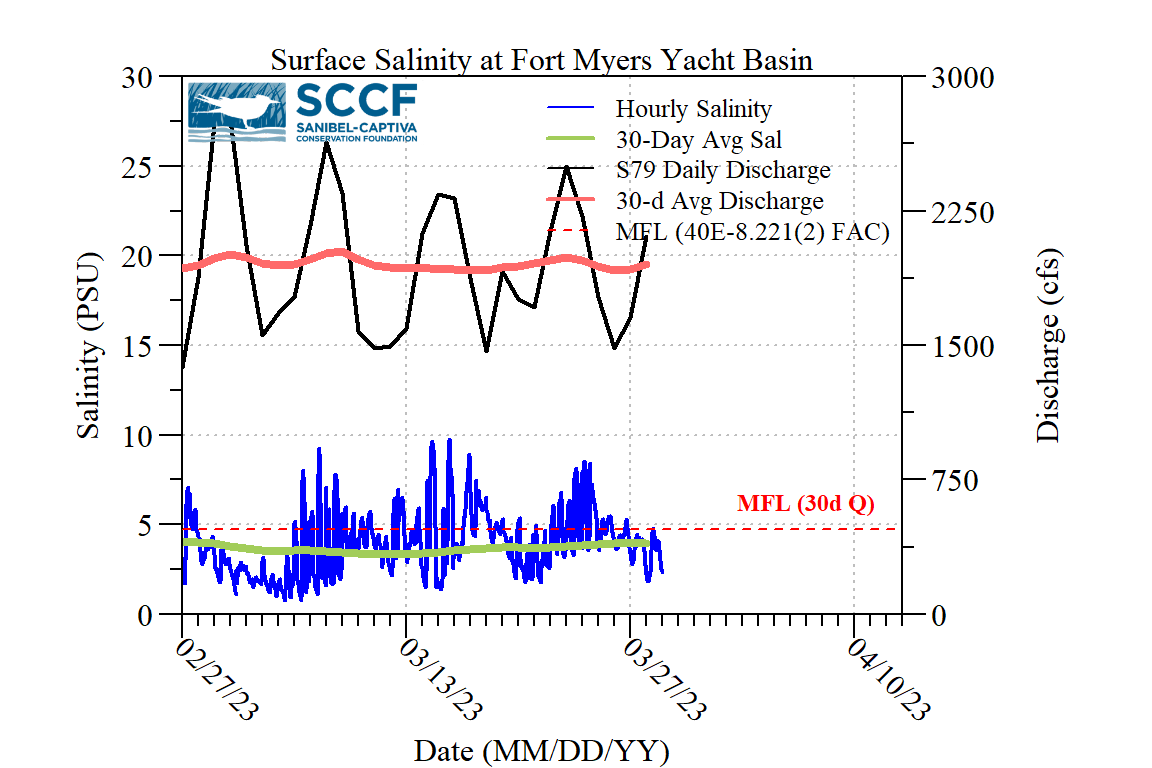 Surface Salinity at Fort Myers Yacht Basin
SCCF
SANIBEL-CAPTIVA
CONSERVATION FOUNDATION
Hourly Salinity
30-Day Avg Sal
S79 Daily Discharge
30-d Avg Discharge
MFL (40E-8.221(2) FAC)
MFL (30d Q)
Salinity (PSU)
30
25
20
15
10
5
0
Discharge (cfs)
3000
2250
1500
750
0
02/27/23
03/13/23
03/27/23
04/10/23
Date (MM/DD/YY)